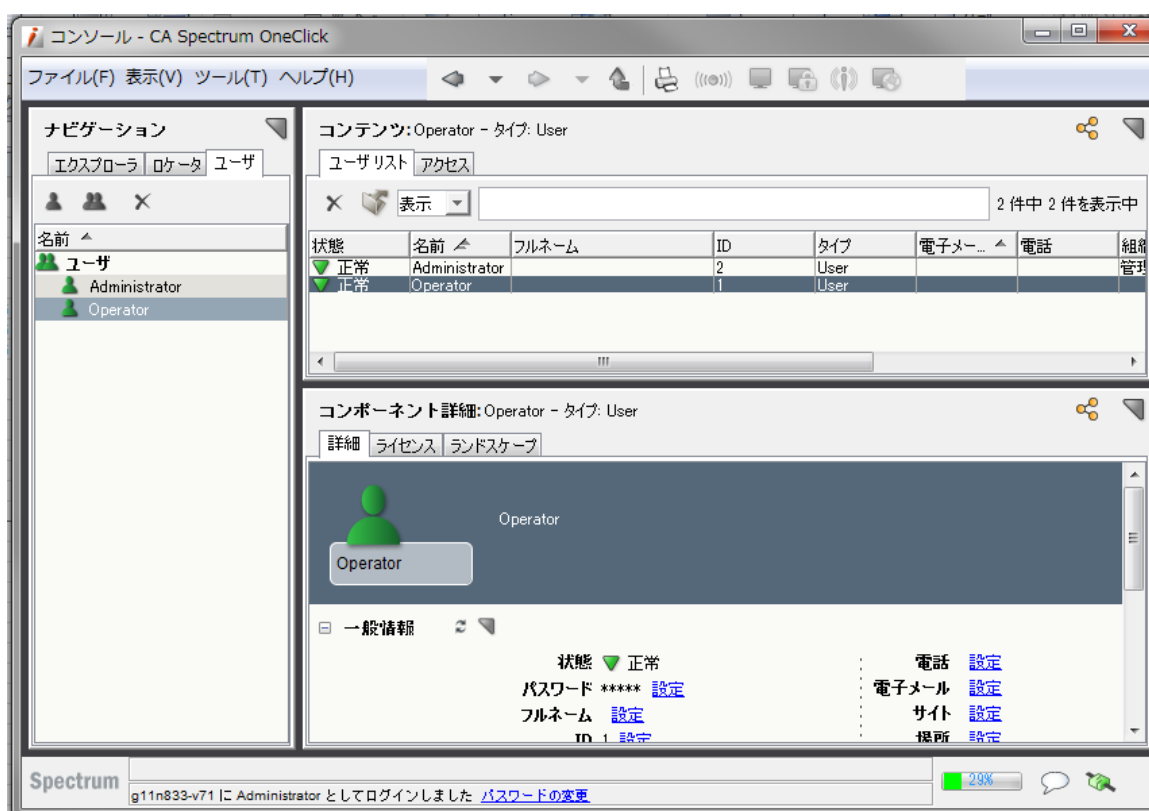 コンソール - CA Spectrum OneClick
ファイル(F) 表示(V) ツール(T) ヘルプ(H)
ナビゲーション
エクスプローラ ロケータ ユーザ
名前
ユーザ
Administrator
Operator
コンテンツ: Operator - タイプ: User
ユーザ リスト アクセス
表示 2 件中 2 件を表示中
状態 名前 フルネーム ID タイプ 電子メー... 電話
正常 Administrator 2 User 管理
正常 Operator 1 User
コンポーネント詳細: Operator - タイプ: User
詳細 ライセンス ランドスケープ
Operator
Operator
一般情報
状態 正常 電話 設定
パスワード ***** 設定 電子メール 設定
フルネーム 設定 サイト 設定
ID 1 設定 場所 設定
Spectrum
g11n833-v71 に Administrator としてログインしました パスワードの変更
29%